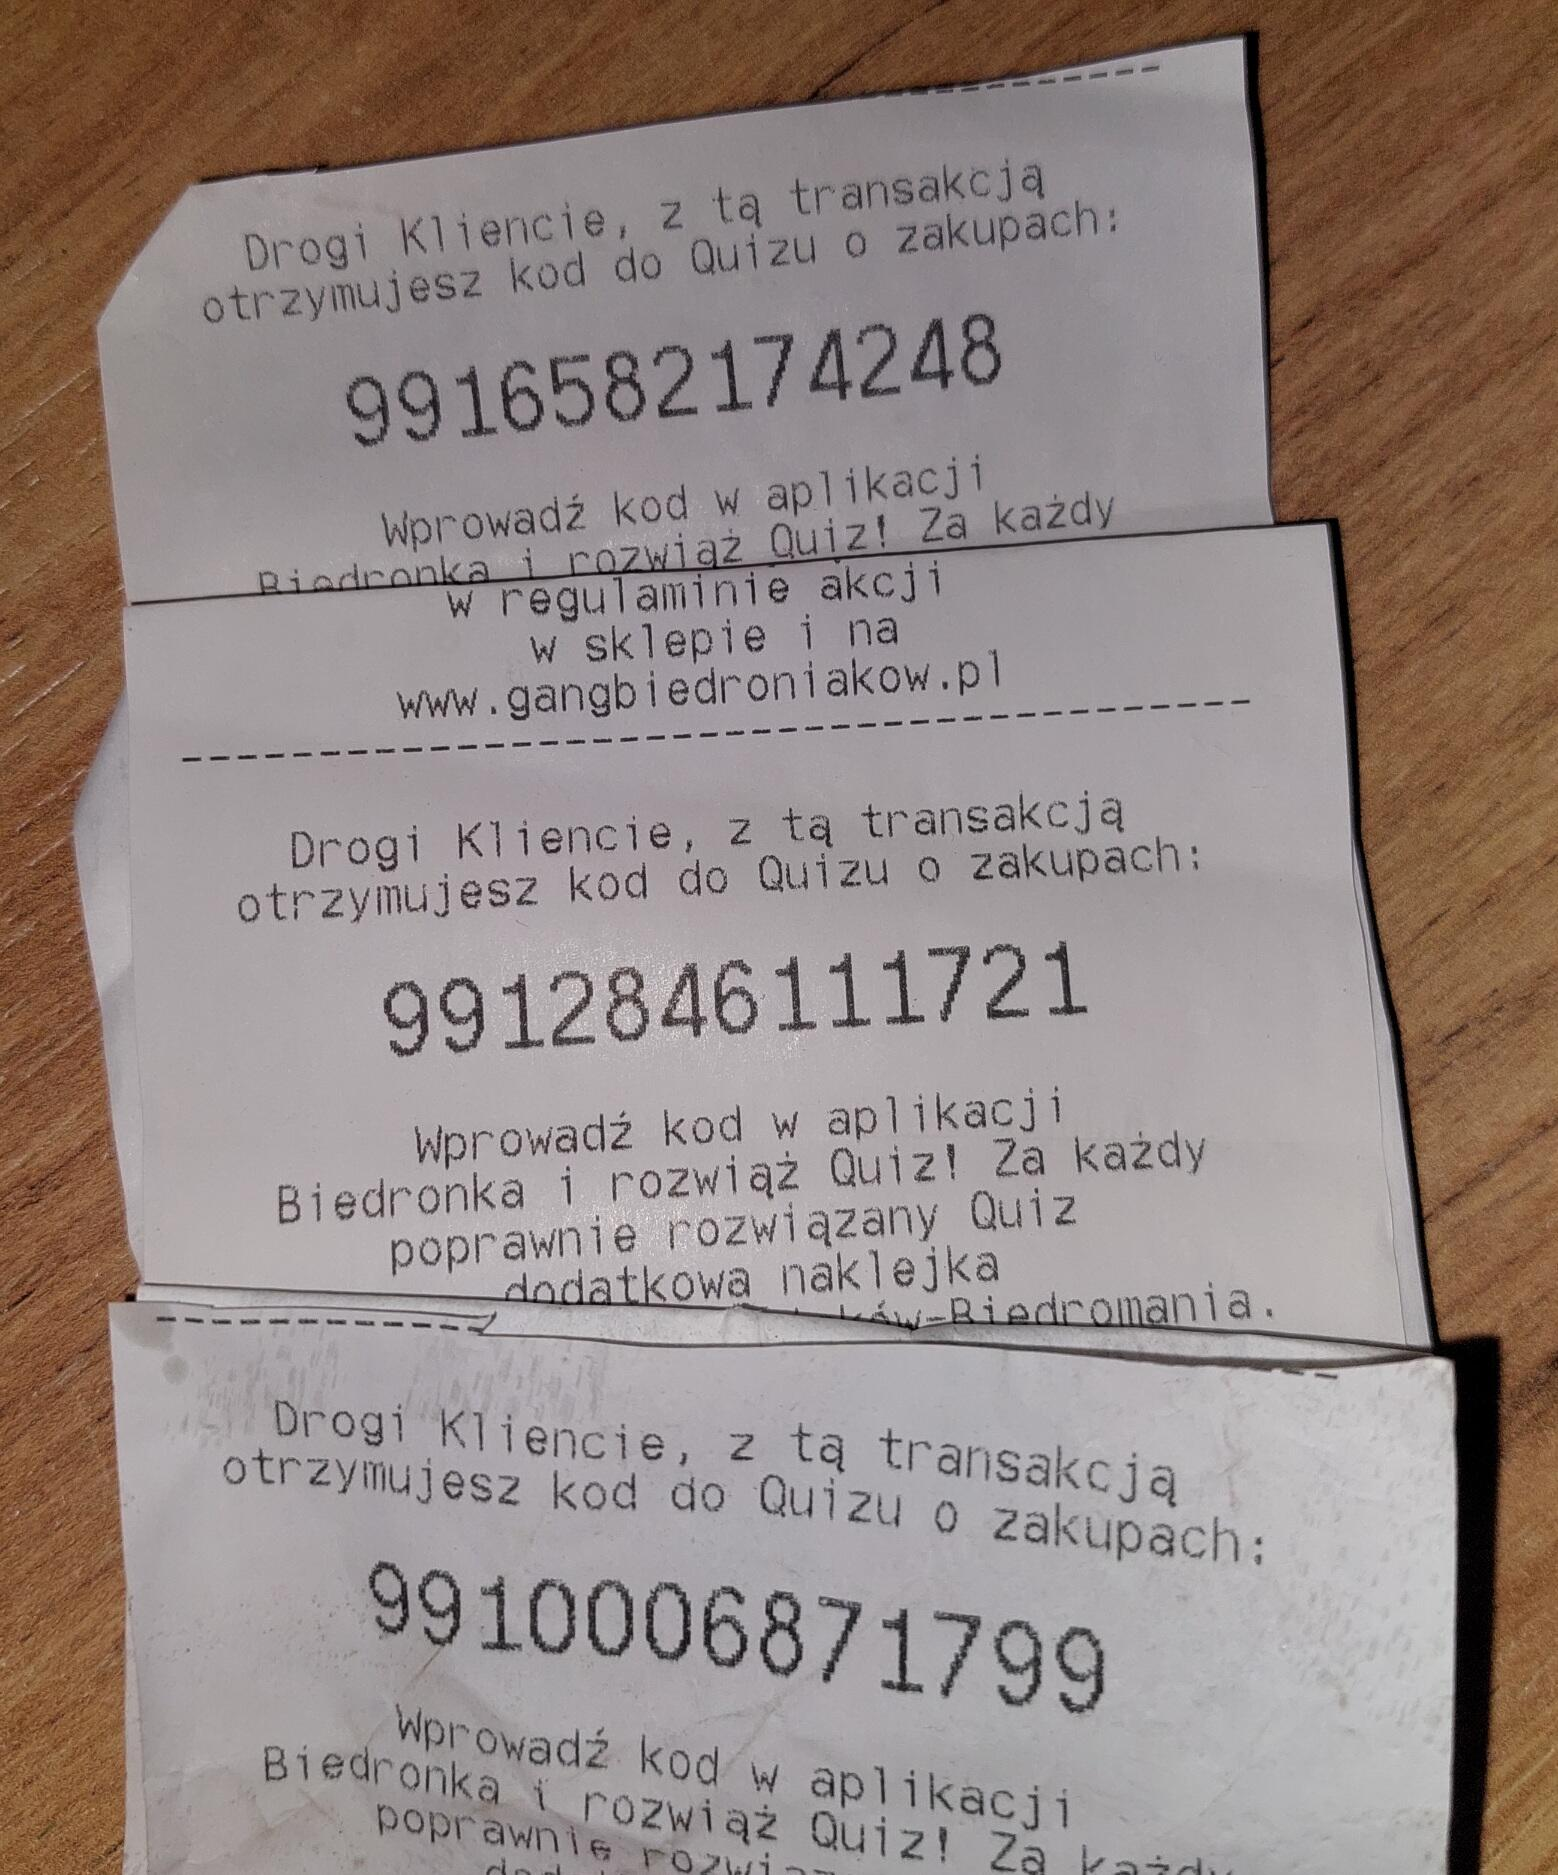 --------------
Drogi Kliencie, z tą transakcją
otrzymujesz kod do Quizu o zakupach:
9916582174248
Wprowadź kod w aplikacji
Biedronka i rozwiąż Quiz! Za każdy
w regulaminie akcji
w sklepie i na
www.gangbiedroniakow.pl
----------------------------------------
Drogi Kliencie, z tą transakcją
otrzymujesz kod do Quizu o zakupach:
9912846111721
Wprowadź kod w aplikacji
Biedronka i rozwiąż Quiz! Za każdy
poprawnie rozwiązany Quiz
dodatkowa naklejka
-Biedromania.
Drogi Kliencie, z tą transakcją
otrzymujesz kod do Quizu o zakupach:
9910006871799
Wprowadź kod w aplikacji
Biedronka i rozwiąż Quiz! Za każdy
poprawnie